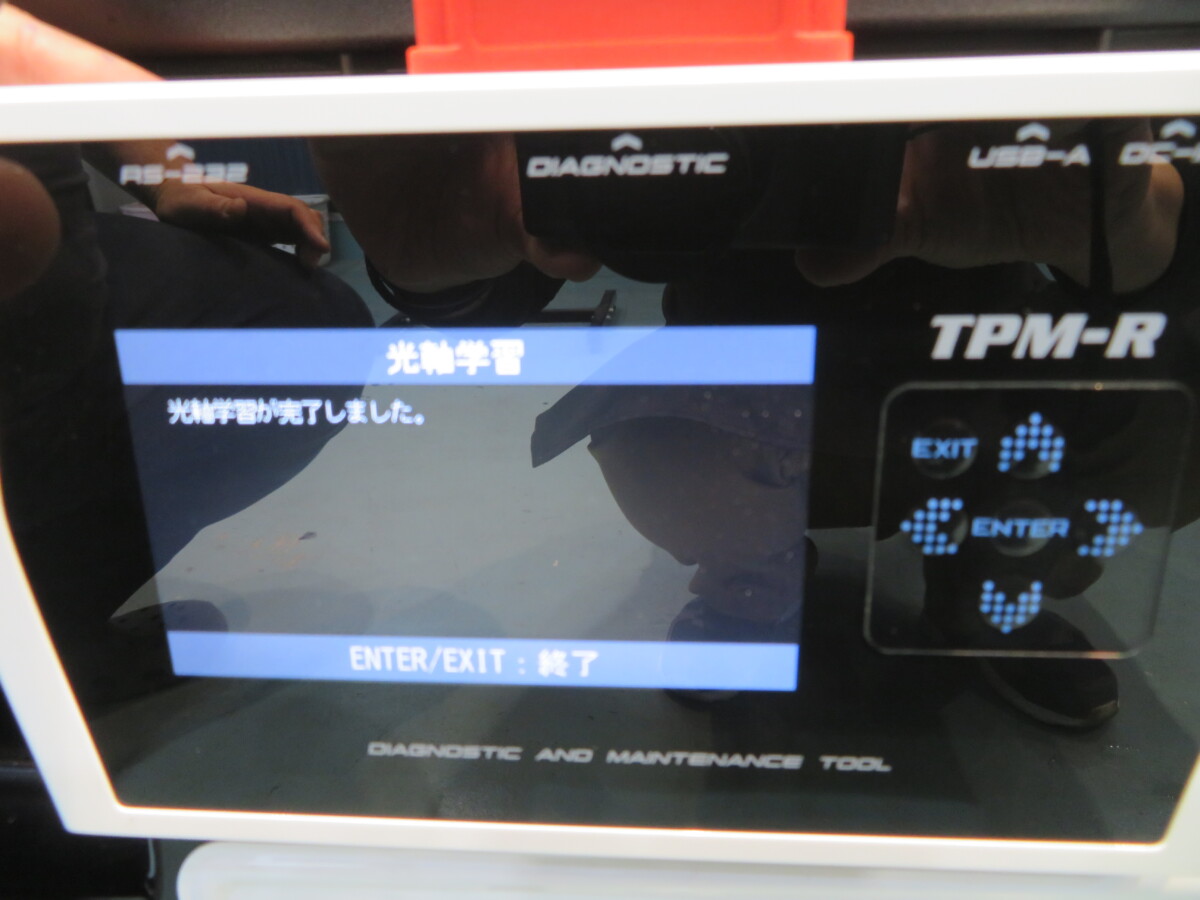 RS-232
DIAGNOSTIC
USB-A
TPM-R
光軸学習
光軸学習が完了しました。
EXIT
ENTER
ENTER/EXIT：終了
DIAGNOSTIC AND MAINTENANCE TOOL